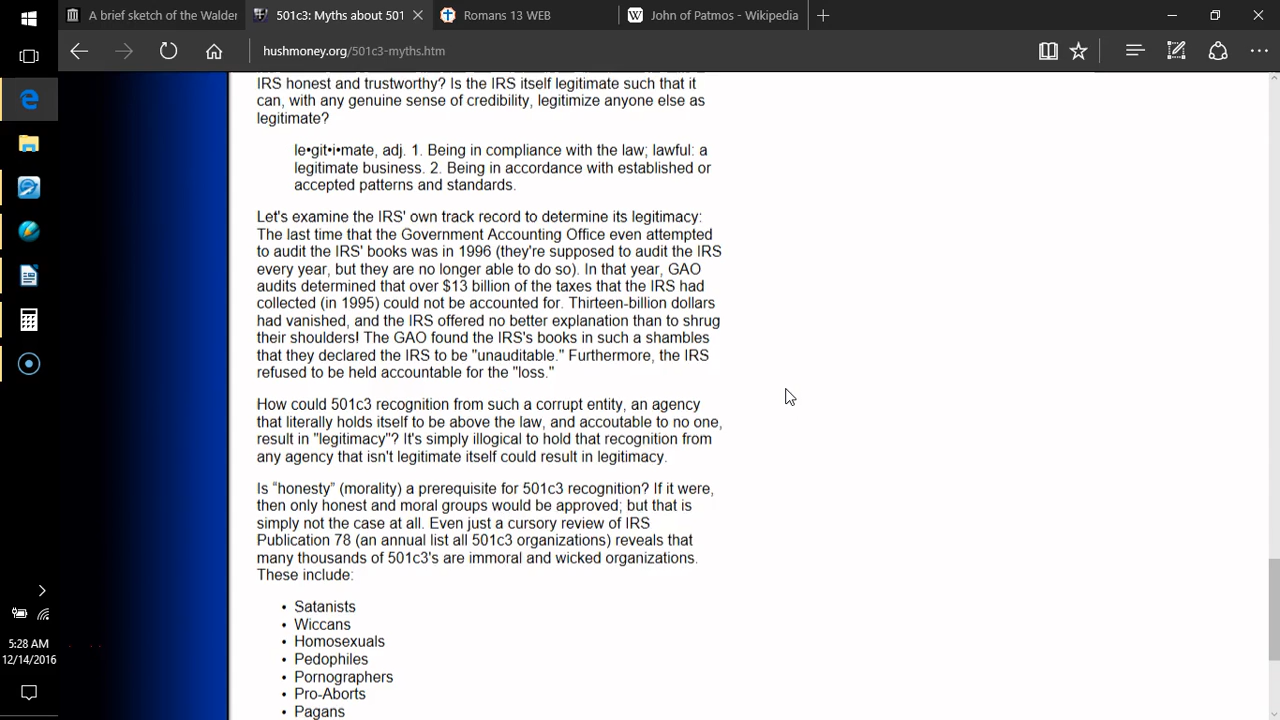 A brief sketch of the Walder
501c3: Myths about 501
Romans 13 WEB
John of Patmos - Wikipedia
hushmoney.org/501c3-myths.htm
IRS honest and trustworthy? Is the IRS itself legitimate such that it
can, with any genuine sense of credibility, legitimize anyone else as
legitimate?
le•git•i•mate, adj. 1. Being in compliance with the law; lawful: a
legitimate business. 2. Being in accordance with established or
accepted patterns and standards.
Let's examine the IRS' own track record to determine its legitimacy:
The last time that the Government Accounting Office even attempted
to audit the IRS' books was in 1996 (they're supposed to audit the IRS
every year, but they are no longer able to do so). In that year, GAO
audits determined that over $13 billion of the taxes that the IRS had
collected (in 1995) could not be accounted for. Thirteen-billion dollars
had vanished, and the IRS offered no better explanation than to shrug
their shoulders! The GAO found the IRS's books in such a shambles
that they declared the IRS to be "unauditable." Furthermore, the IRS
refused to be held accountable for the "loss."
How could 501c3 recognition from such a corrupt entity, an agency
that literally holds itself to be above the law, and accoutable to no one,
result in "legitimacy"? It's simply illogical to hold that recognition from
any agency that isn't legitimate itself could result in legitimacy.
Is “honesty” (morality) a prerequisite for 501c3 recognition? If it were,
then only honest and moral groups would be approved; but that is
simply not the case at all. Even just a cursory review of IRS
Publication 78 (an annual list all 501c3 organizations) reveals that
many thousands of 501c3's are immoral and wicked organizations.
These include:
• Satanists
• Wiccans
• Homosexuals
• Pedophiles
• Pornographers
• Pro-Aborts
• Pagans
5:28 AM
12/14/2016